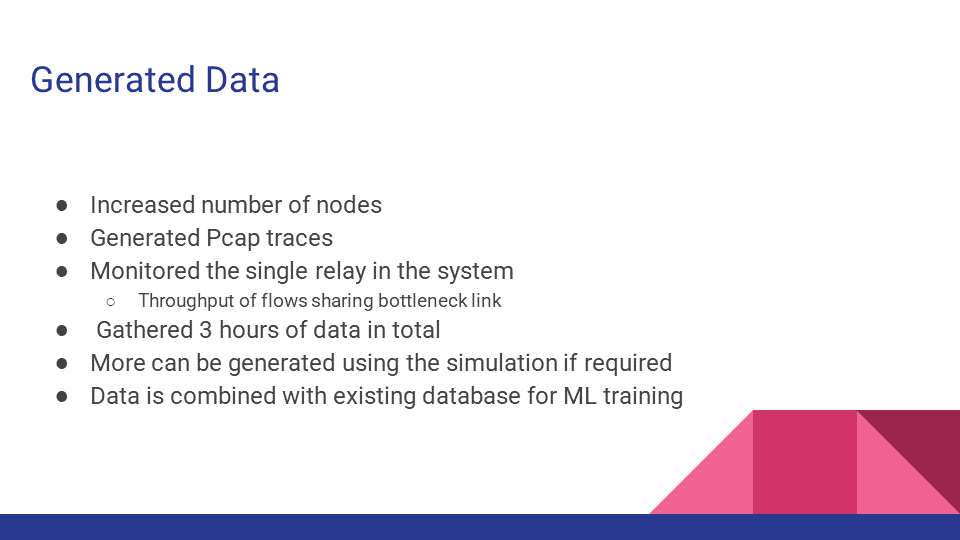 Generated Data
● Increased number of nodes
● Generated Pcap traces
● Monitored the single relay in the system
○ Throughput of flows sharing bottleneck link
● Gathered 3 hours of data in total
● More can be generated using the simulation if required
● Data is combined with existing database for ML training